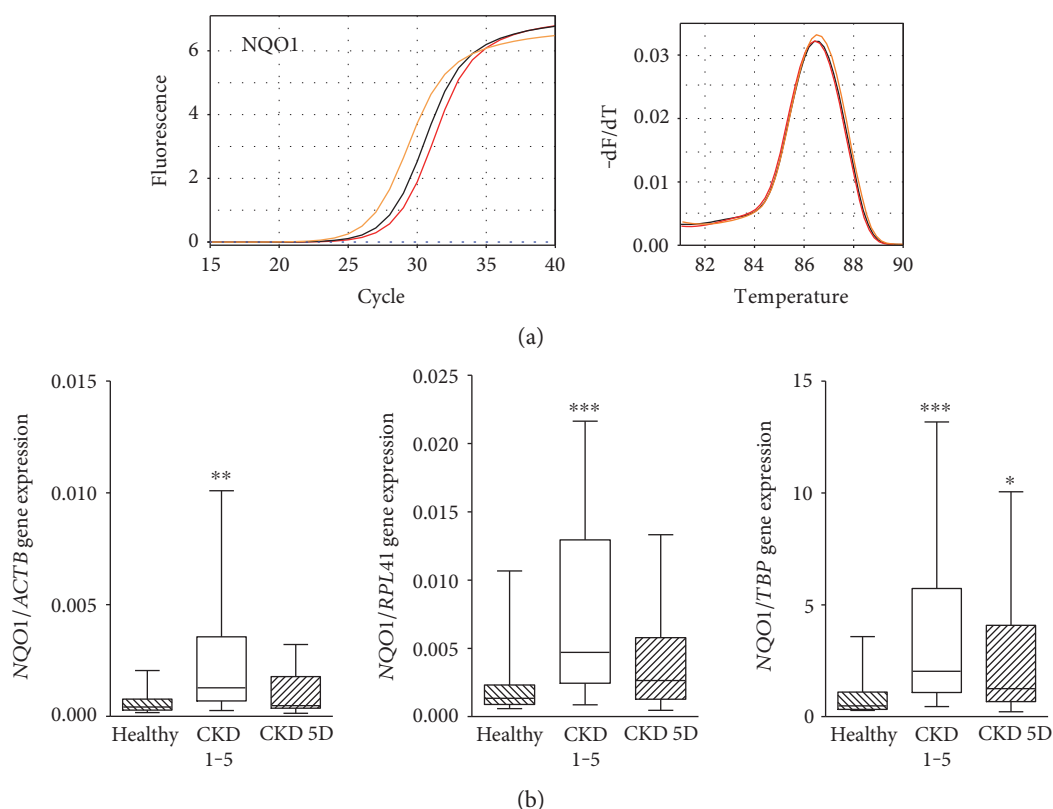 NQO1
Fluorescence
6
4
2
0
15 20 25 30 35 40
Cycle
-dF/dT
0.03
0.02
0.01
0.00
82 84 86 88 90
Temperature
(a)
NQO1/ACTB gene expression
0.015
0.010
0.005
0.000
**
Healthy CKD 1-5 CKD 5D
NQO1/RPL41 gene expression
0.025
0.020
0.015
0.010
0.005
0.000
***
Healthy CKD 1-5 CKD 5D
NQO1/TBP gene expression
15
10
5
0
***
*
Healthy CKD 1-5 CKD 5D
(b)